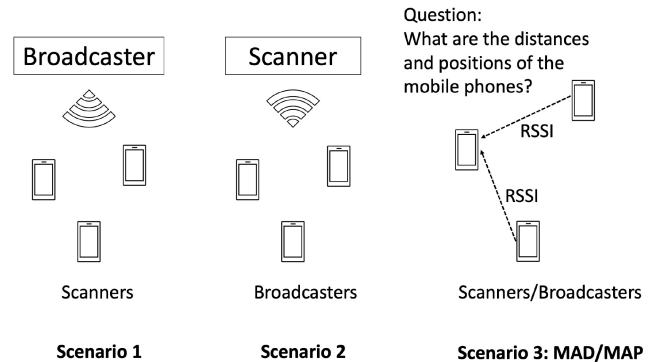 Broadcaster
Scanners
Scenario 1
Scanner
Broadcasters
Scenario 2
Question:
What are the distances
and positions of the
mobile phones?
RSSI
RSSI
Scanners/Broadcasters
Scenario 3: MAD/MAP